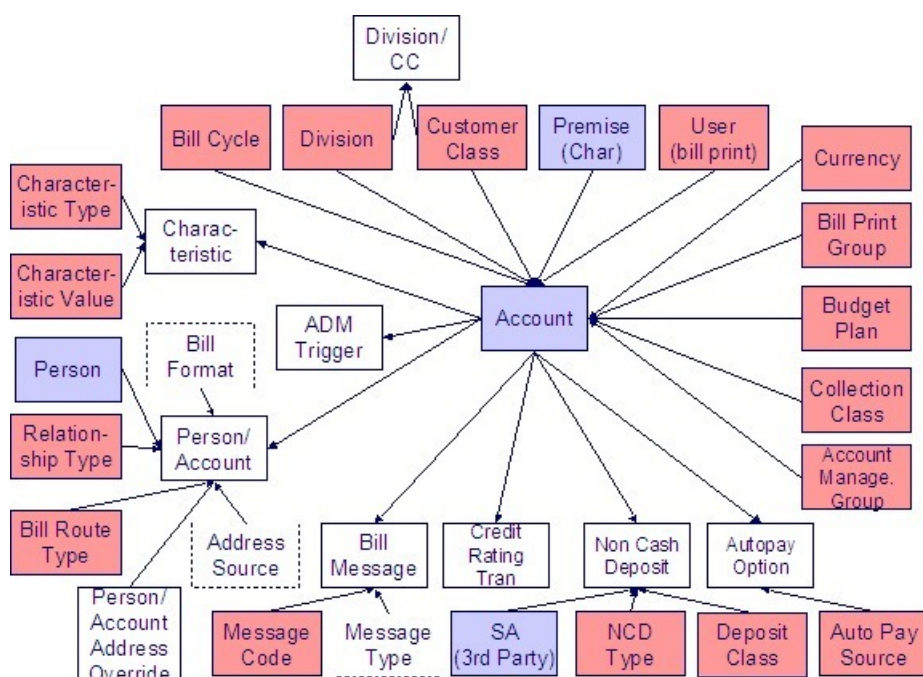 Division/
CC
Bill Cycle
Division
Customer
Class
Premise
(Char)
User
(bill print)
Currency
Character-
istic Type
Charac-
teristic
Bill Print
Group
Character-
istic Value
ADM
Trigger
Account
Budget
Plan
Person
Bill
Format
Collection
Class
Relation-
ship Type
Person/
Account
Account
Manage.
Group
Bill Route
Type
Address
Source
Bill
Message
Credit
Rating
Tran
Non Cash
Deposit
Autopay
Option
Person/
Account
Address
Override
Message
Code
Message
Type
SA
(3rd Party)
NCD
Type
Deposit
Class
Auto Pay
Source